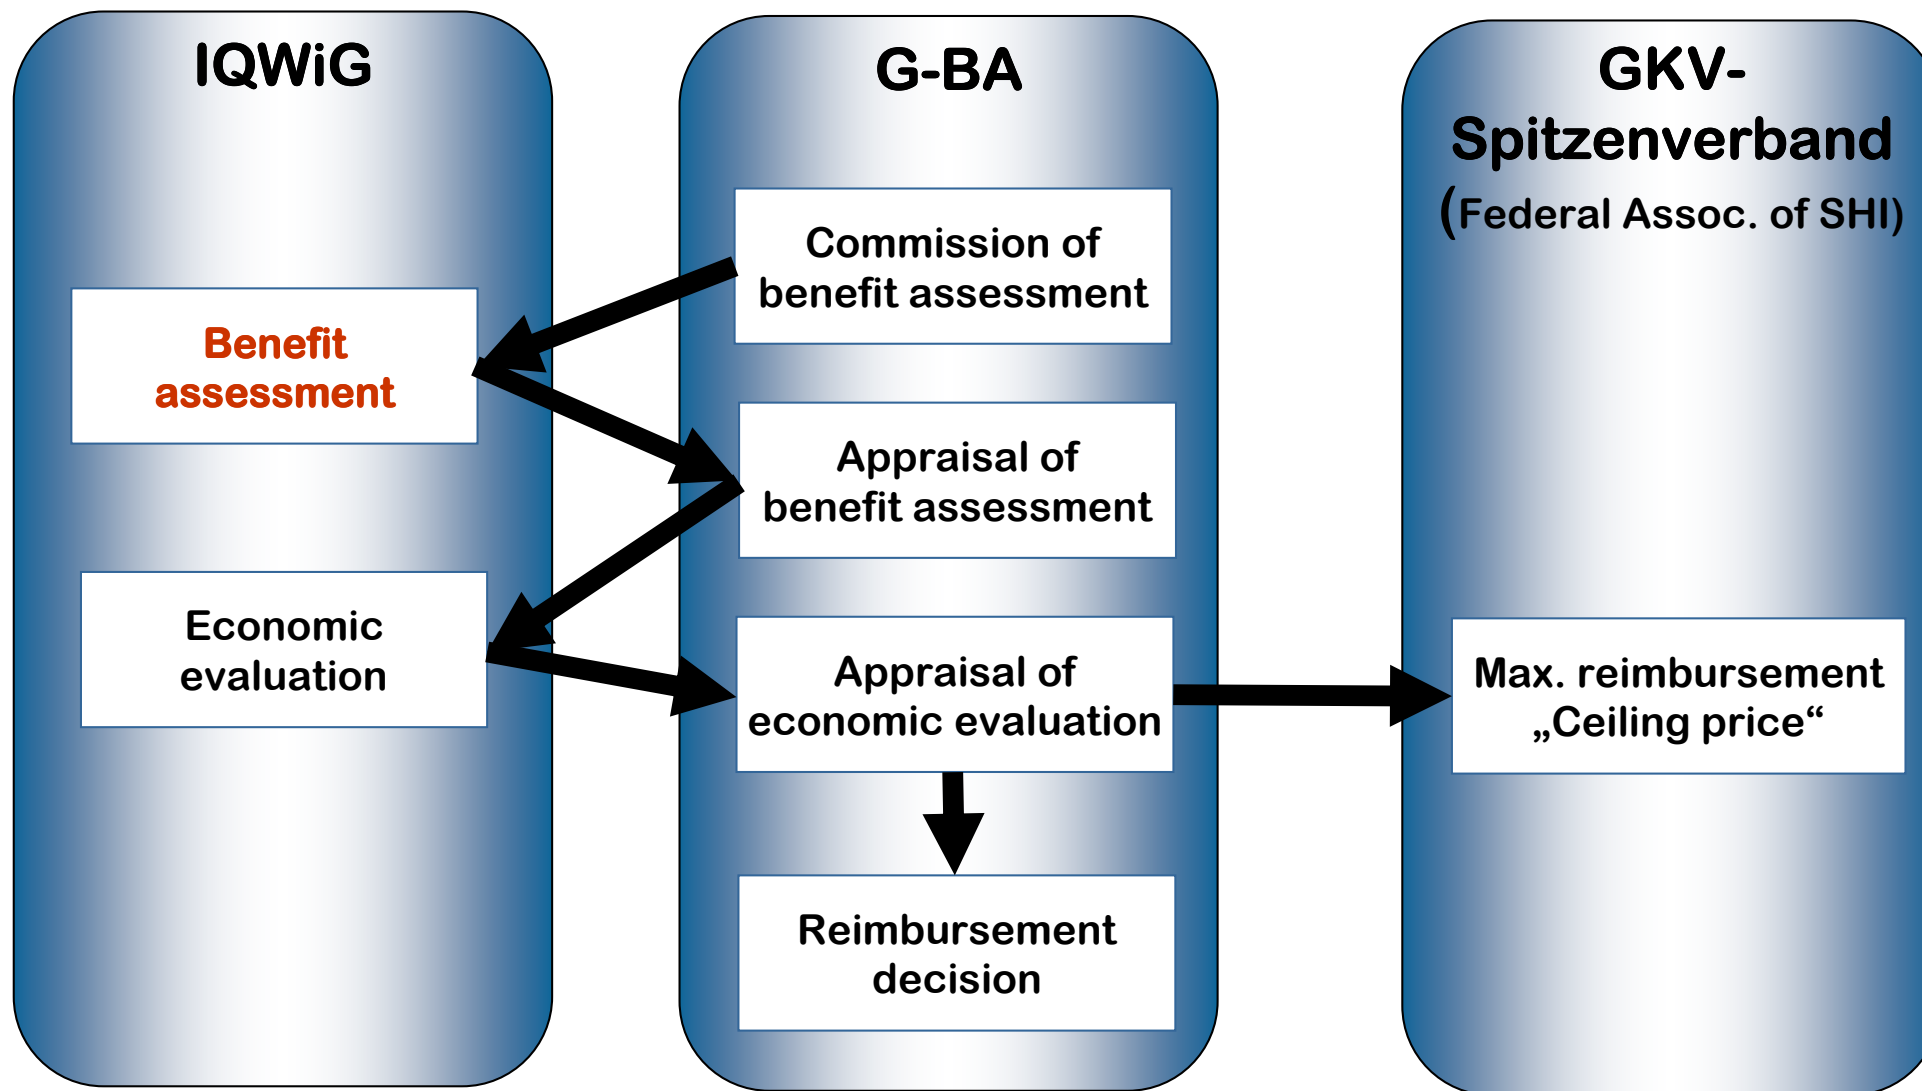 IQWiG
Benefit
assessment
Economic
evaluation
G-BA
Commission of
benefit assessment
Appraisal of
benefit assessment
Appraisal of
economic evaluation
Reimbursement
decision
GKV-
Spitzenverband
(Federal Assoc. of SHI)
Max. reimbursement
„Ceiling price“